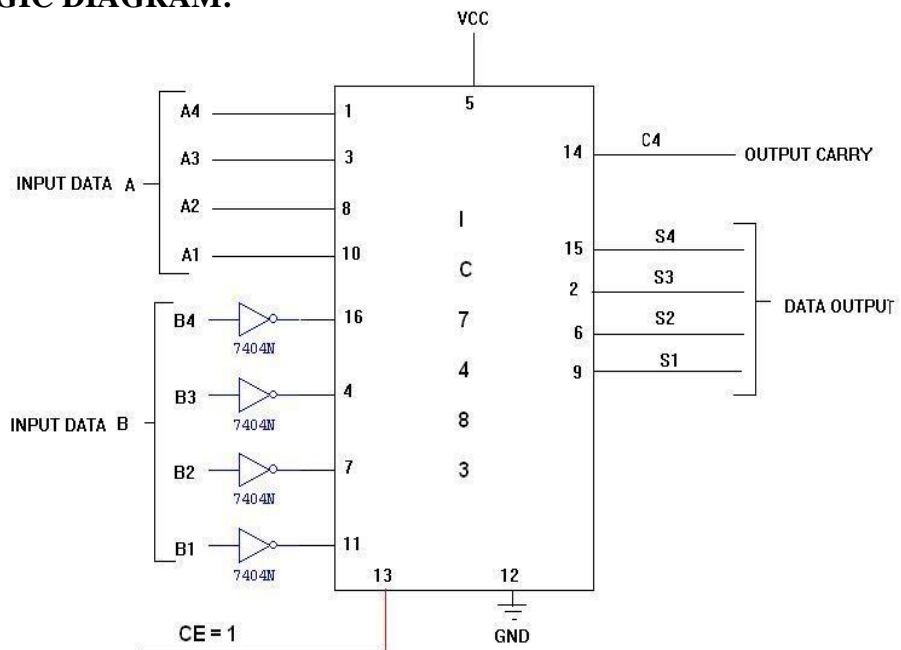 GIC DIAGRAM:
VCC
5
A4 1
14 C4 OUTPUT CARRY
A3 3
INPUT DATA A
A2 8
I
15 S4
A1 10
C
2 S3
DATA OUTPUT
B4 16
7
6 S2
7404N
4
9 S1
B3 4
7404N
8
INPUT DATA B
B2 7
3
7404N
B1 11
7404N
13 12
CE = 1
GND